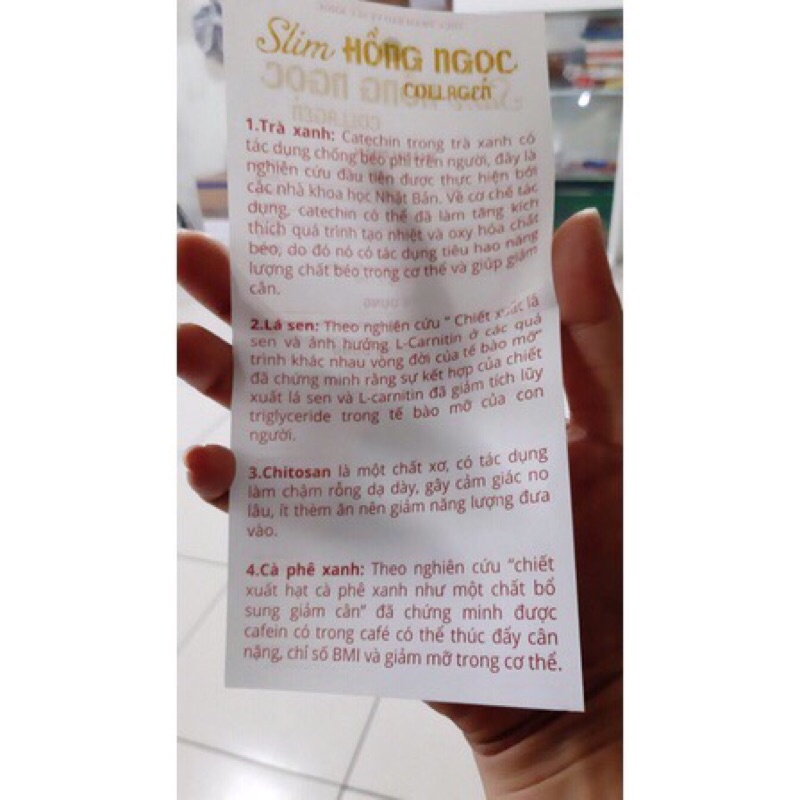 Slim HỒNG NGỌC
COLLAGEN
1.Trà xanh: Catechin trong trà xanh có
tác dụng chống béo phì trên người, đây là
nghiên cứu đầu tiên được thực hiện bởi
các nhà khoa học Nhật Bản. Về cơ chế tác
dụng, catechin có thể đã làm tăng kích
thích quá trình tạo nhiệt và oxy hóa chất
béo, do đó nó có tác dụng tiêu hao năng
lượng chất béo trong cơ thể và giúp giảm
cân.
2.Lá sen: Theo nghiên cứu " Chiết xuất lá
sen và ảnh hưởng L-Carnitin ở các quá
trình khác nhau vòng đời của tế bào mỡ"
đã chứng minh rằng sự kết hợp của chiết
xuất lá sen và L-carnitin đã giảm tích lũy
triglyceride trong tế bào mỡ của con
người.
3.Chitosan là một chất xơ, có tác dụng
làm chậm rỗng dạ dày, gây cảm giác no
lâu, ít thèm ăn nên giảm năng lượng đưa
vào.
4.Cà phê xanh: Theo nghiên cứu "chiết
xuất hạt cà phê xanh như một chất bổ
sung giảm cân" đã chứng minh được
cafein có trong café có thể thúc đẩy cân
nặng, chỉ số BMI và giảm mỡ trong cơ thể.